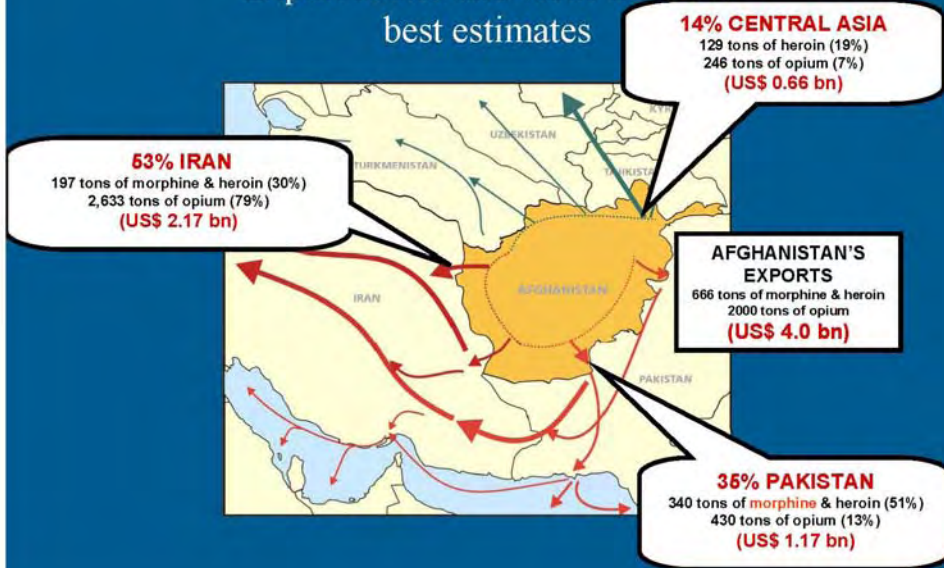 best estimates
14% CENTRAL ASIA
129 tons of heroin (19%)
246 tons of opium (7%)
(US$ 0.66 bn)
53% IRAN
197 tons of morphine & heroin (30%)
2,633 tons of opium (79%)
(US$ 2.17 bn)
UZBEKISTAN
TURKMENISTAN
AFGHANISTAN'S
EXPORTS
666 tons of morphine & heroin
2000 tons of opium
(US$ 4.0 bn)
AFGHANISTAN
IRAN
PAKISTAN
35% PAKISTAN
340 tons of morphine & heroin (51%)
430 tons of opium (13%)
(US$ 1.17 bn)